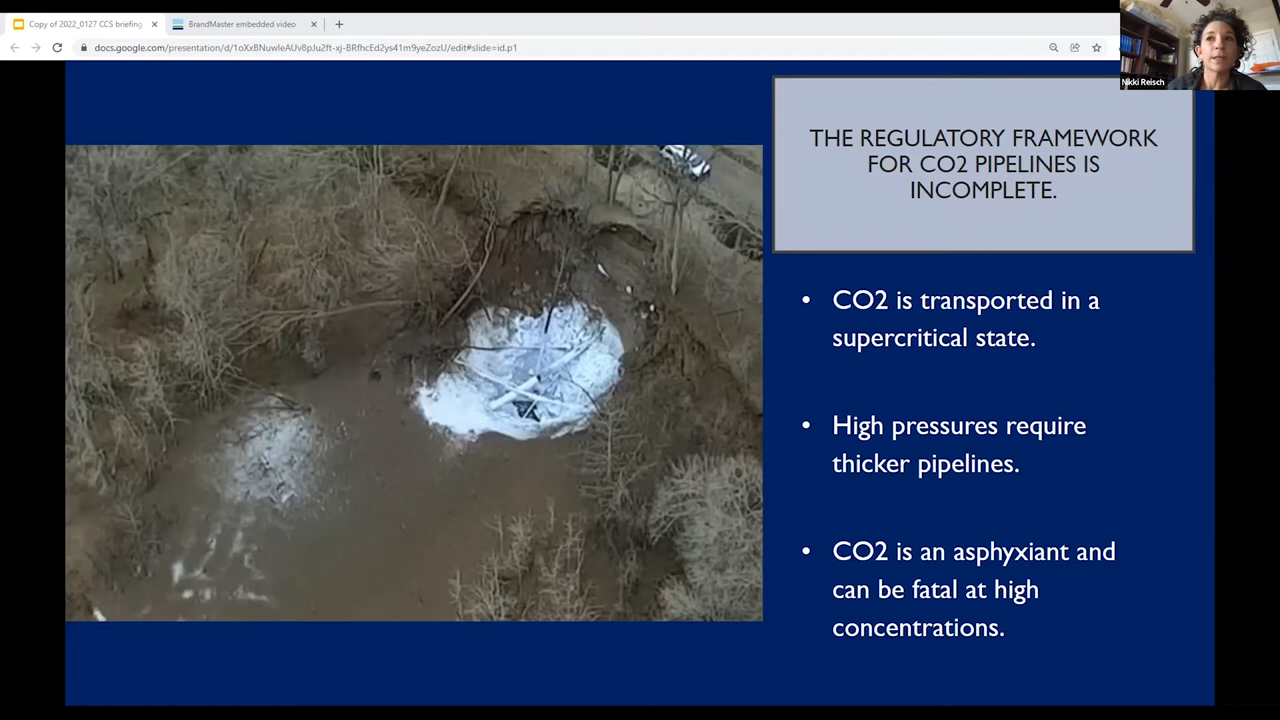 Copy of 2022_0127 CCS briefing
BrandMaster embedded video
docs.google.com/presentation/d/1oXxBNuwIeAUv8pJu2ft-xj-BRfhcEd2ys41m9yeZozU/edit#slide=id.p1
Nikki Reisch
THE REGULATORY FRAMEWORK
FOR CO2 PIPELINES IS
INCOMPLETE.
• CO2 is transported in a
supercritical state.
• High pressures require
thicker pipelines.
• CO2 is an asphyxiant and
can be fatal at high
concentrations.